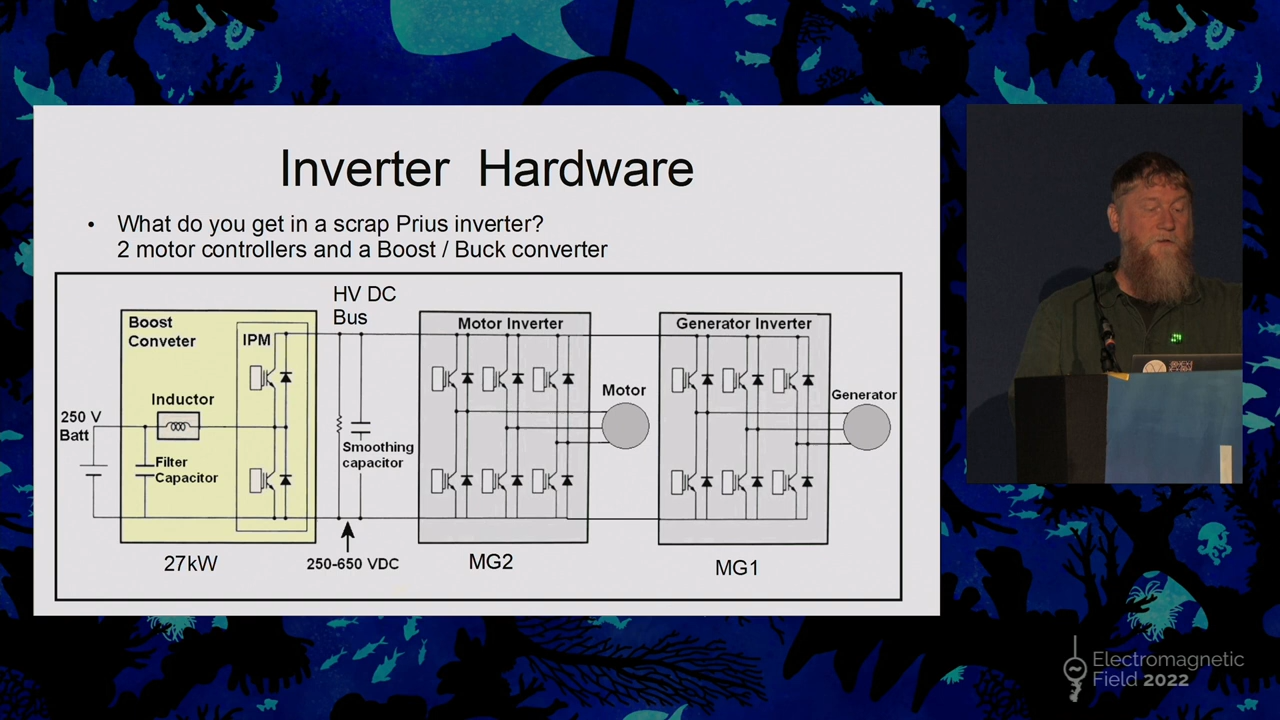 Inverter Hardware
• What do you get in a scrap Prius inverter?
2 motor controllers and a Boost / Buck converter
HV DC
Bus
Boost
Conveter
IPM
Motor Inverter
Generator Inverter
Inductor
250 V
Batt
Motor
Generator
Smoothing
capacitor
Filter
Capacitor
27kW
250-650 VDC
MG2
MG1
Electromagnetic
Field 2022